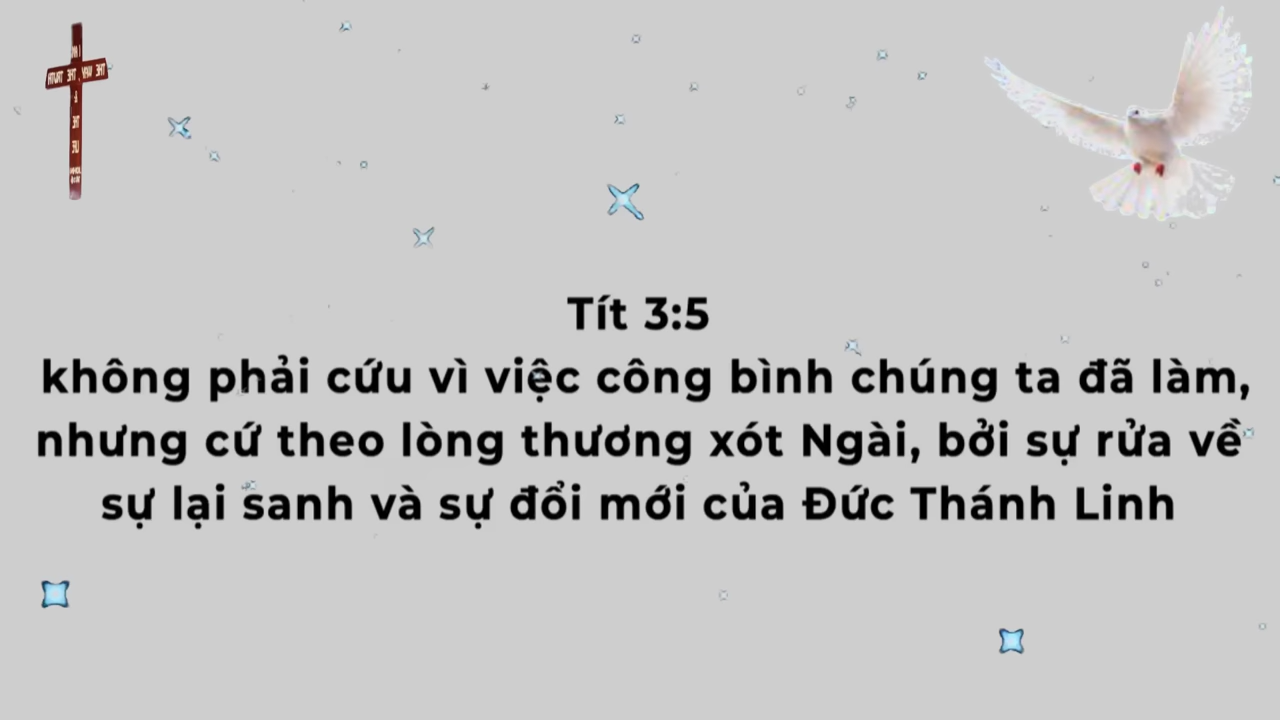 Tít 3:5
không phải cứu vì việc công bình chúng ta đã làm,
nhưng cứ theo lòng thương xót Ngài, bởi sự rửa về
sự lại sanh và sự đổi mới của Đức Thánh Linh